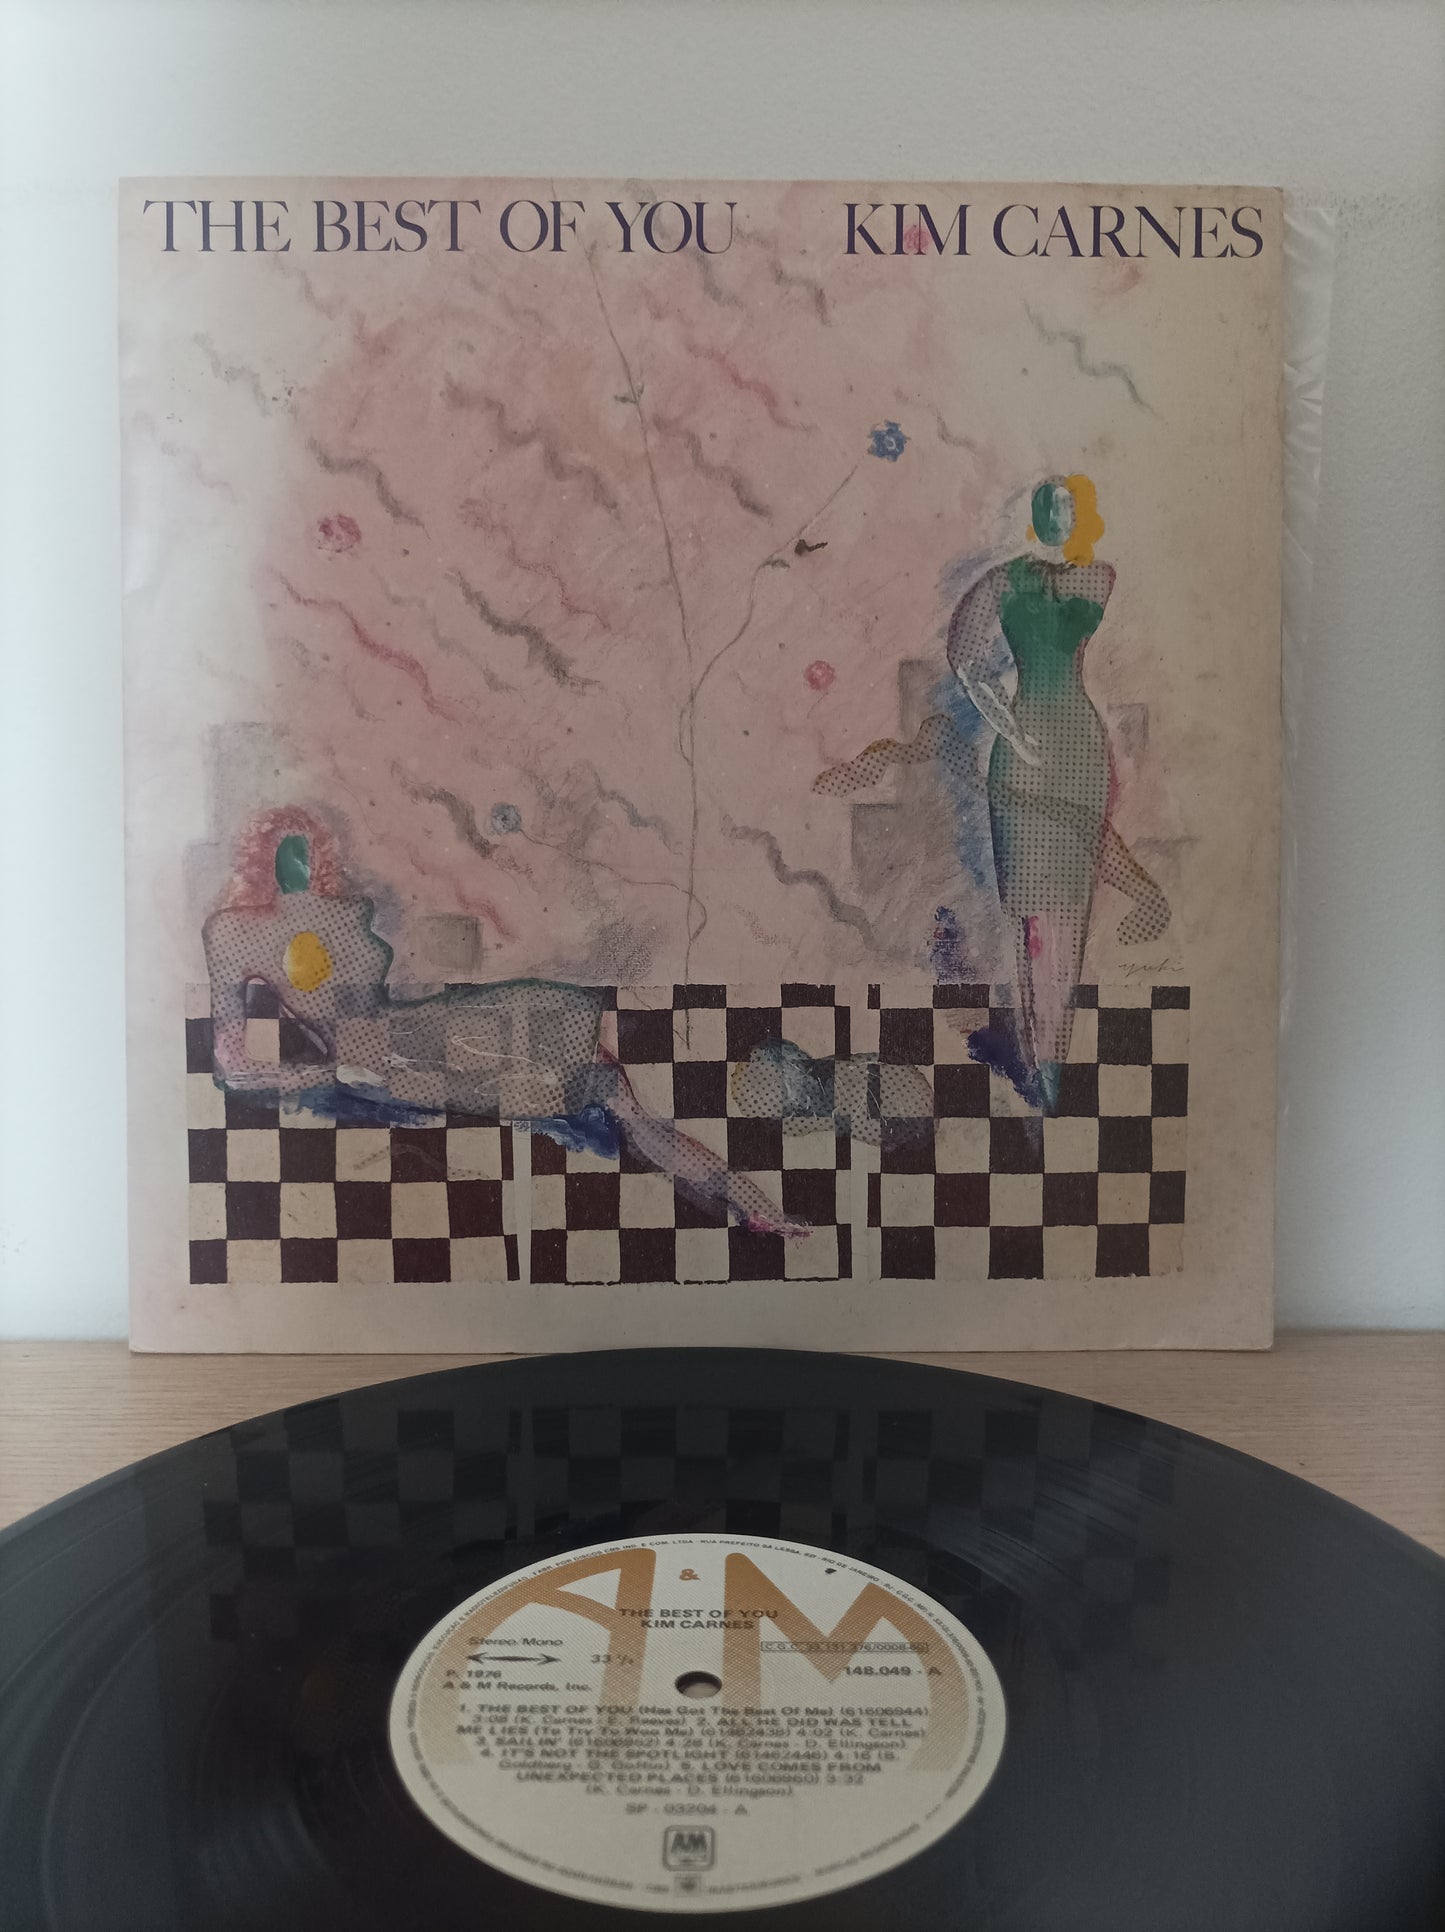 THE BEST OF YOU KIM CARNES
yuki
A & M
THE BEST OF YOU
KIM CARNES
Stereo/Mono
33 ⅓
P. 1976
A & M Records, Inc.
148.049 - A
1. THE BEST OF YOU (Has Got The Best Of Me) (61606944)
3:08 (K. Carnes - E. Reeves) 2. ALL HE DID WAS TELL
ME LIES (To Try To Woo Me) (61462438) 4:02 (K. Carnes)
3. SAILIN' (61606952) 4:28 (K. Carnes - D. Ellingson)
4. IT'S NOT THE SPOTLIGHT (61462446) 4:16 (B.
Goldberg - G. Goffin) 5. LOVE COMES FROM
UNEXPECTED PLACES (61606960) 3:32
(K. Carnes - D. Ellingson)
SP - 03204 - A
AM